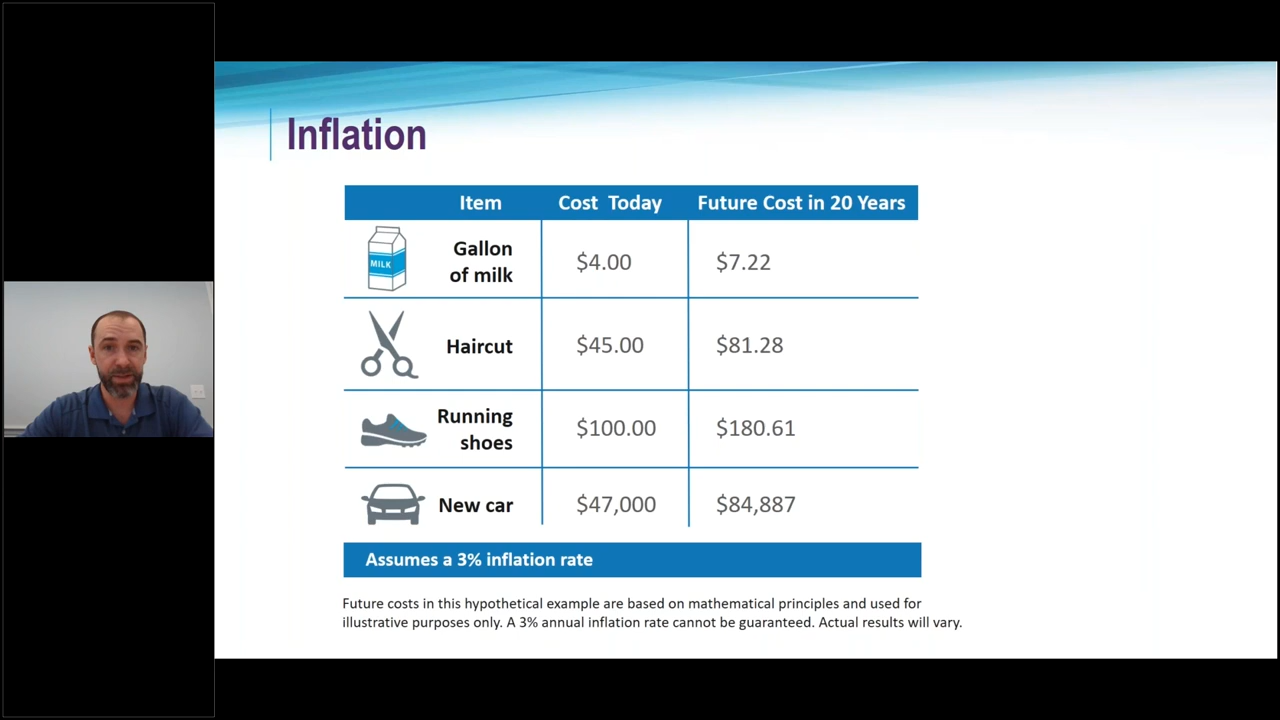 Inflation
Item Cost Today Future Cost in 20 Years
MILK
Gallon
of milk
$4.00 $7.22
Haircut $45.00 $81.28
Running
shoes
$100.00 $180.61
New car $47,000 $84,887
Assumes a 3% inflation rate
Future costs in this hypothetical example are based on mathematical principles and used for
illustrative purposes only. A 3% annual inflation rate cannot be guaranteed. Actual results will vary.